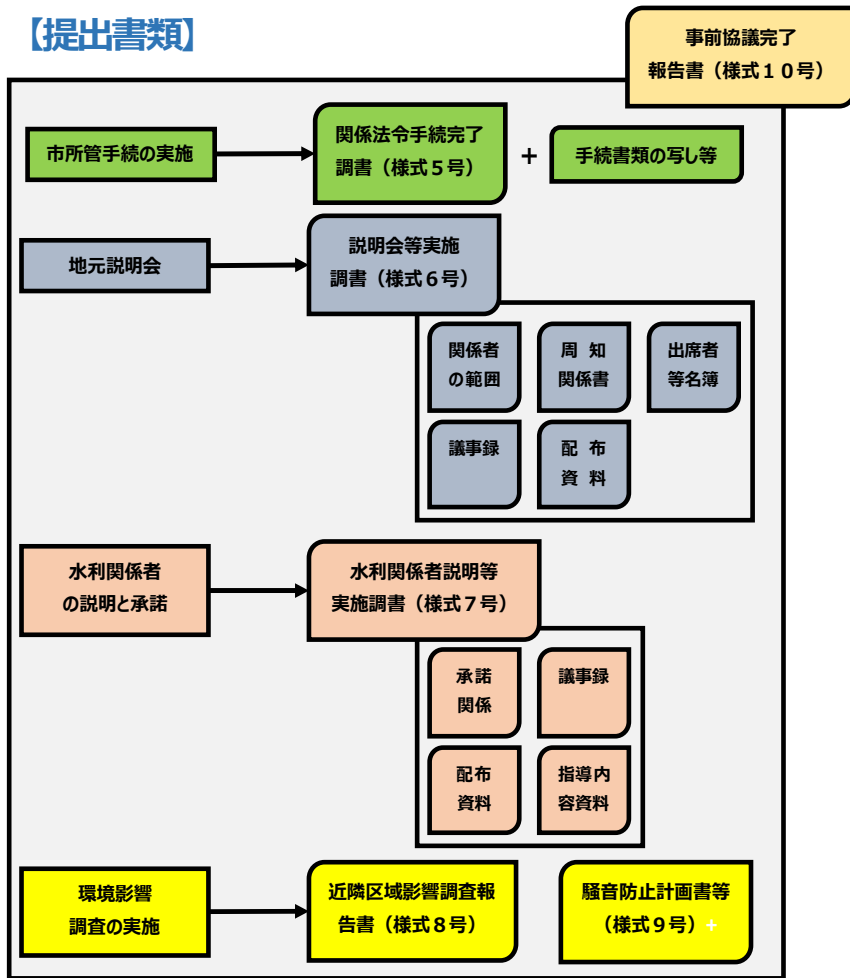 【提出書類】
事前協議完了
報告書（様式１０号）
市所管手続の実施
関係法令手続完了
調書（様式５号）
+
手続書類の写し等
地元説明会
説明会等実施
調書（様式６号）
関係者
の範囲
周 知
関係書
出席者
等名簿
議事録
配 布
資 料
水利関係者
の説明と承諾
水利関係者説明等
実施調書（様式７号）
承諾
関係
議事録
配布
資料
指導内
容資料
環境影響
調査の実施
近隣区域影響調査報
告書（様式８号）
騒音防止計画書等
（様式９号）+